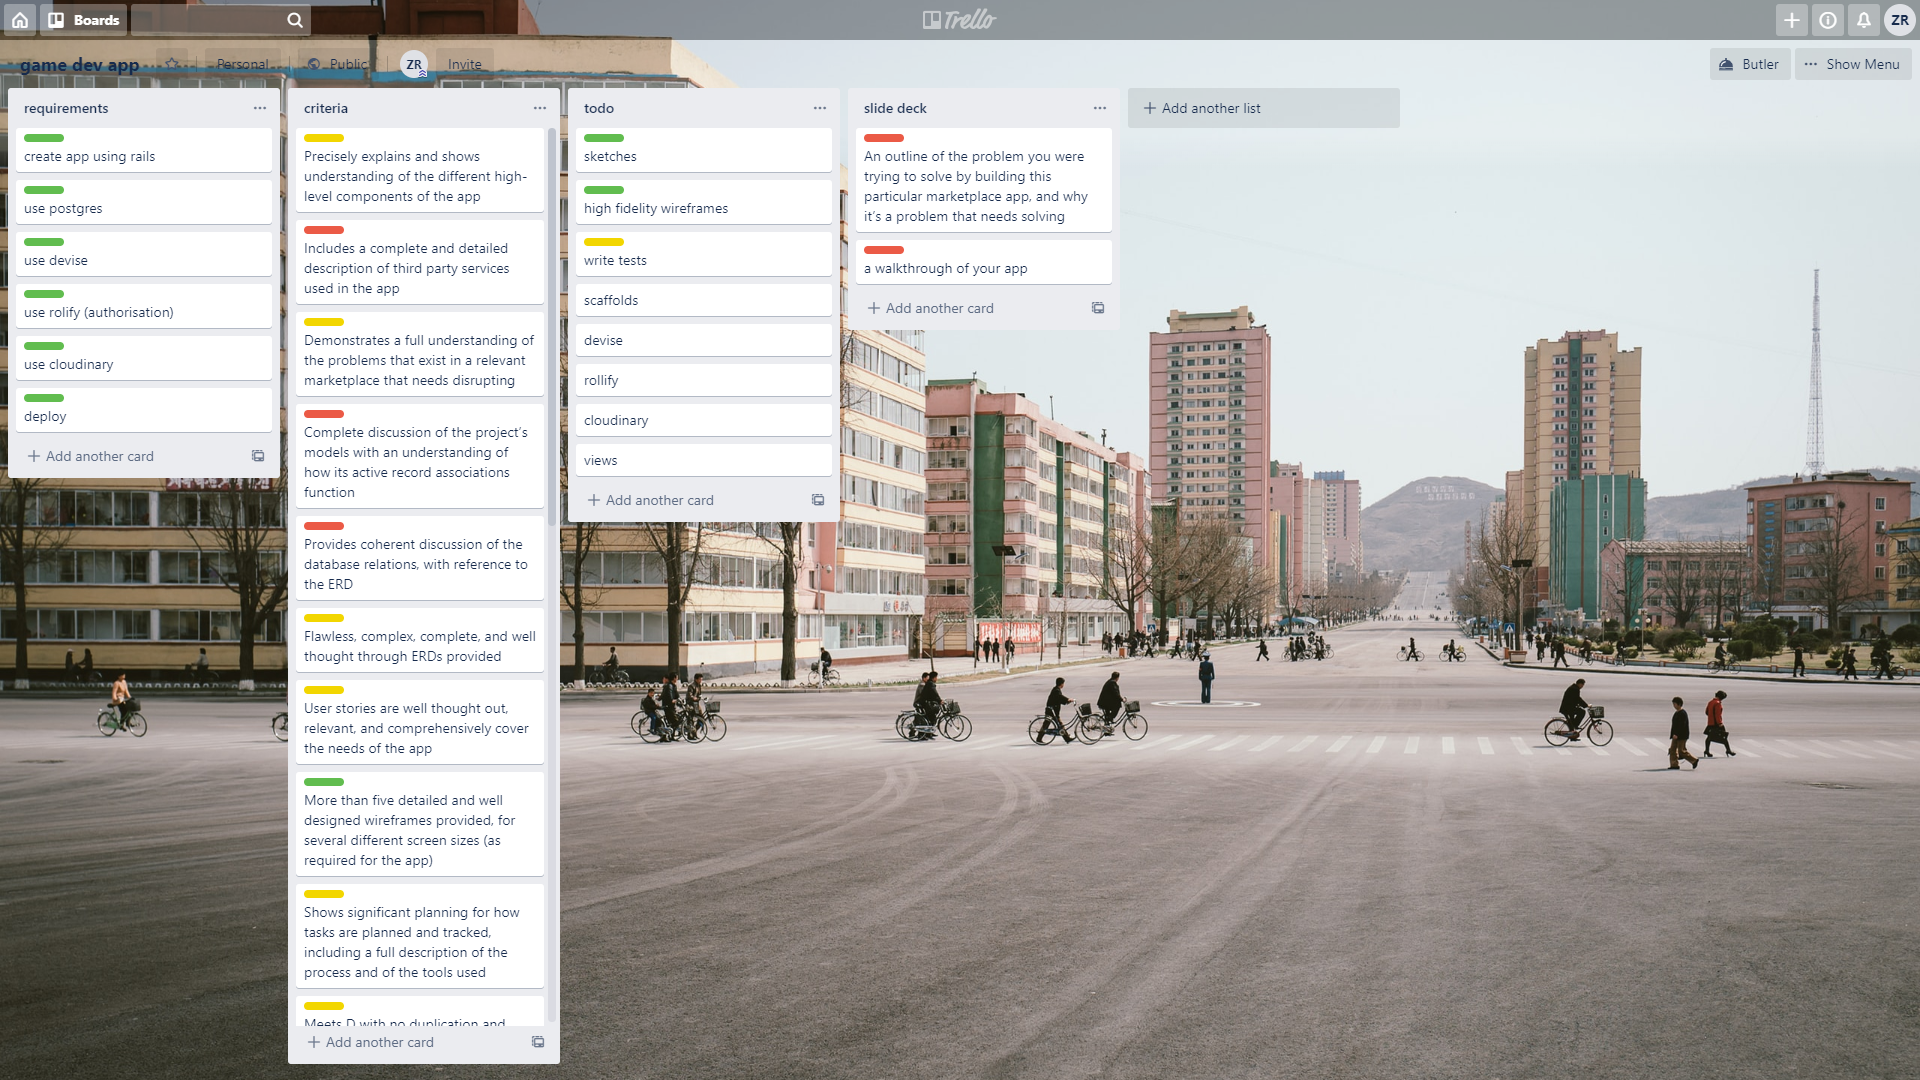 Boards
Trello
ZR
game dev app
Personal
Public
ZR
Invite
Butler
Show Menu
requirements
create app using rails
use postgres
use devise
use rolify (authorisation)
use cloudinary
deploy
Add another card
criteria
Precisely explains and shows
understanding of the different high-
level components of the app
Includes a complete and detailed
description of third party services
used in the app
Demonstrates a full understanding of
the problems that exist in a relevant
marketplace that needs disrupting
Complete discussion of the project’s
models with an understanding of
how its active record associations
function
Provides coherent discussion of the
database relations, with reference to
the ERD
Flawless, complex, complete, and well
thought through ERDs provided
User stories are well thought out,
relevant, and comprehensively cover
the needs of the app
More than five detailed and well
designed wireframes provided, for
several different screen sizes (as
required for the app)
Shows significant planning for how
tasks are planned and tracked,
including a full description of the
process and of the tools used
Meets D with no duplication and
Add another card
todo
sketches
high fidelity wireframes
write tests
scaffolds
devise
rollify
cloudinary
views
Add another card
slide deck
An outline of the problem you were
trying to solve by building this
particular marketplace app, and why
it’s a problem that needs solving
a walkthrough of your app
Add another card
Add another list